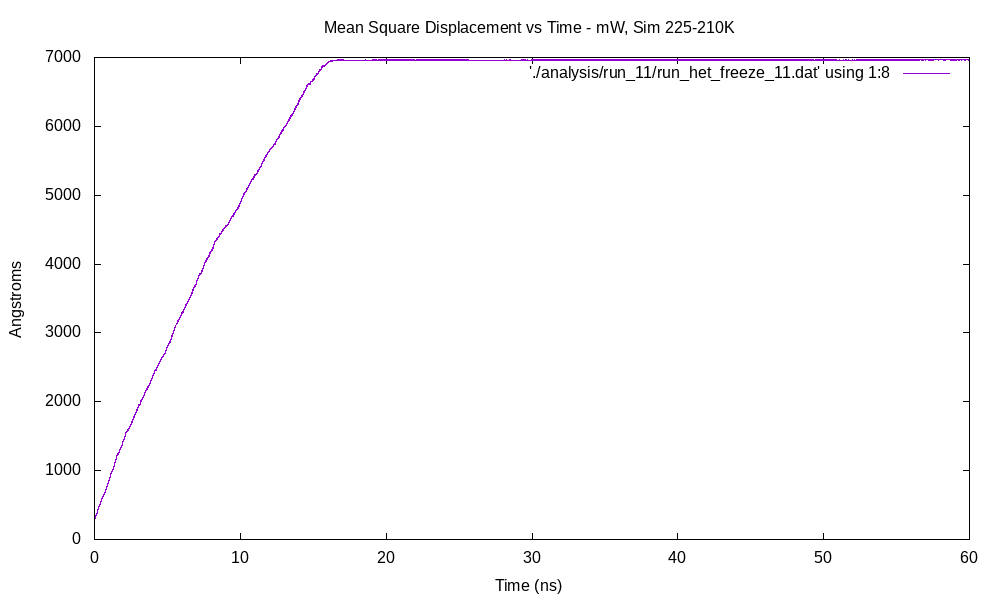 Mean Square Displacement vs Time - mW, Sim 225-210K
'./analysis/run_11/run_het_freeze_11.dat' using 1:8
7000
6000
5000
4000
3000
2000
1000
0
Angstroms
0 10 20 30 40 50 60
Time (ns)